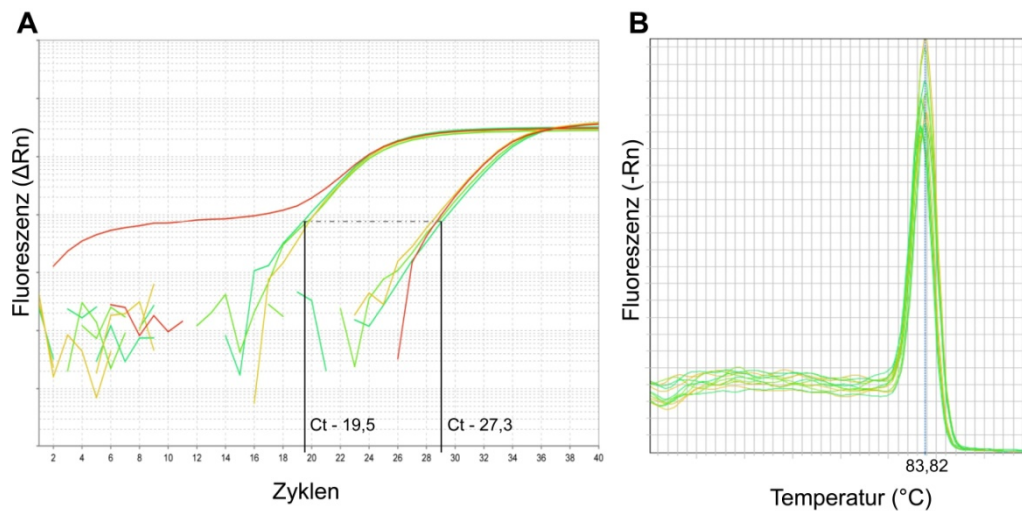 A
Fluoreszenz (ΔRn)
Ct - 19,5
Ct - 27,3
2 4 6 8 10 12 14 16 18 20 22 24 26 28 30 32 34 36 38 40
Zyklen
B
Fluoreszenz (-Rn)
83,82
Temperatur (°C)